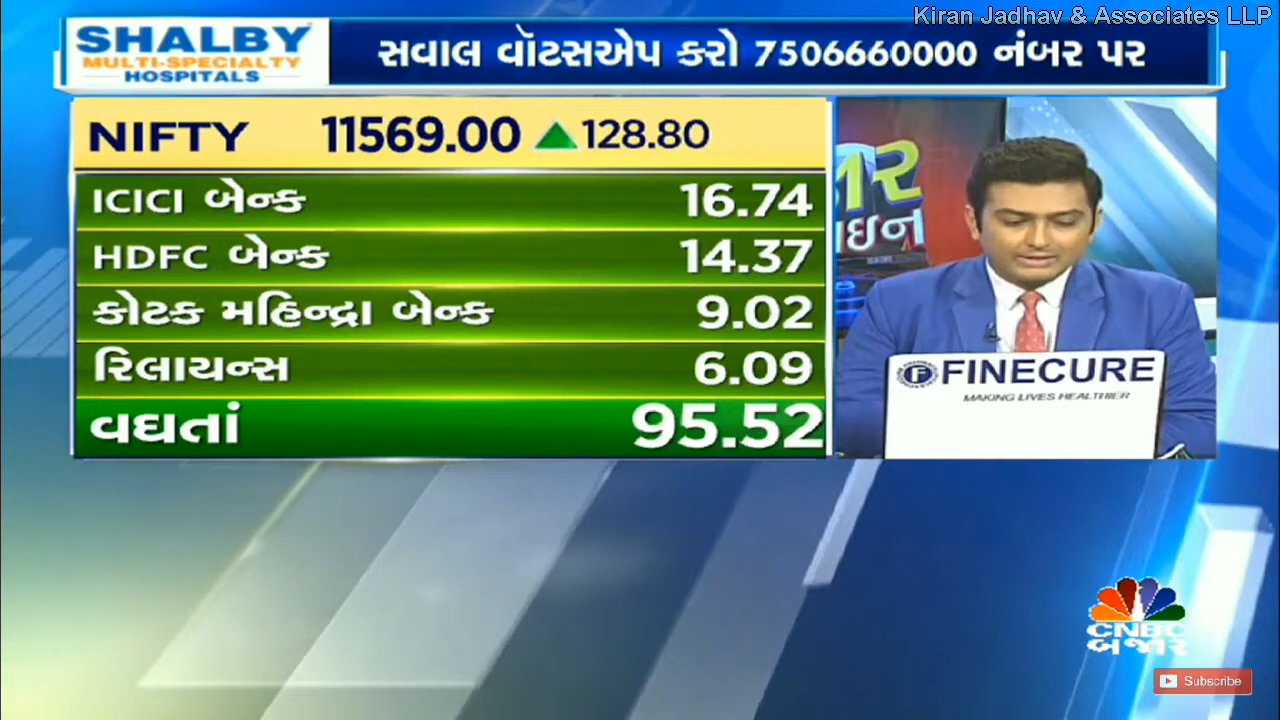 Kiran Jadhav & Associates LLP
SHALBY
MULTI-SPECIALTY
HOSPITALS
સવાલ વૉટસએપ કરો 7506660000 નંબર પર
NIFTY 11569.00 ▲ 128.80
ICICI બેન્ક 16.74
HDFC બેન્ક 14.37
કોટક મહિન્દ્રા બેન્ક 9.02
રિલાયન્સ 6.09
વધતાં 95.52
FINECURE
MAKING LIVES HEALTHIER
CNBC
બજાર
Subscribe